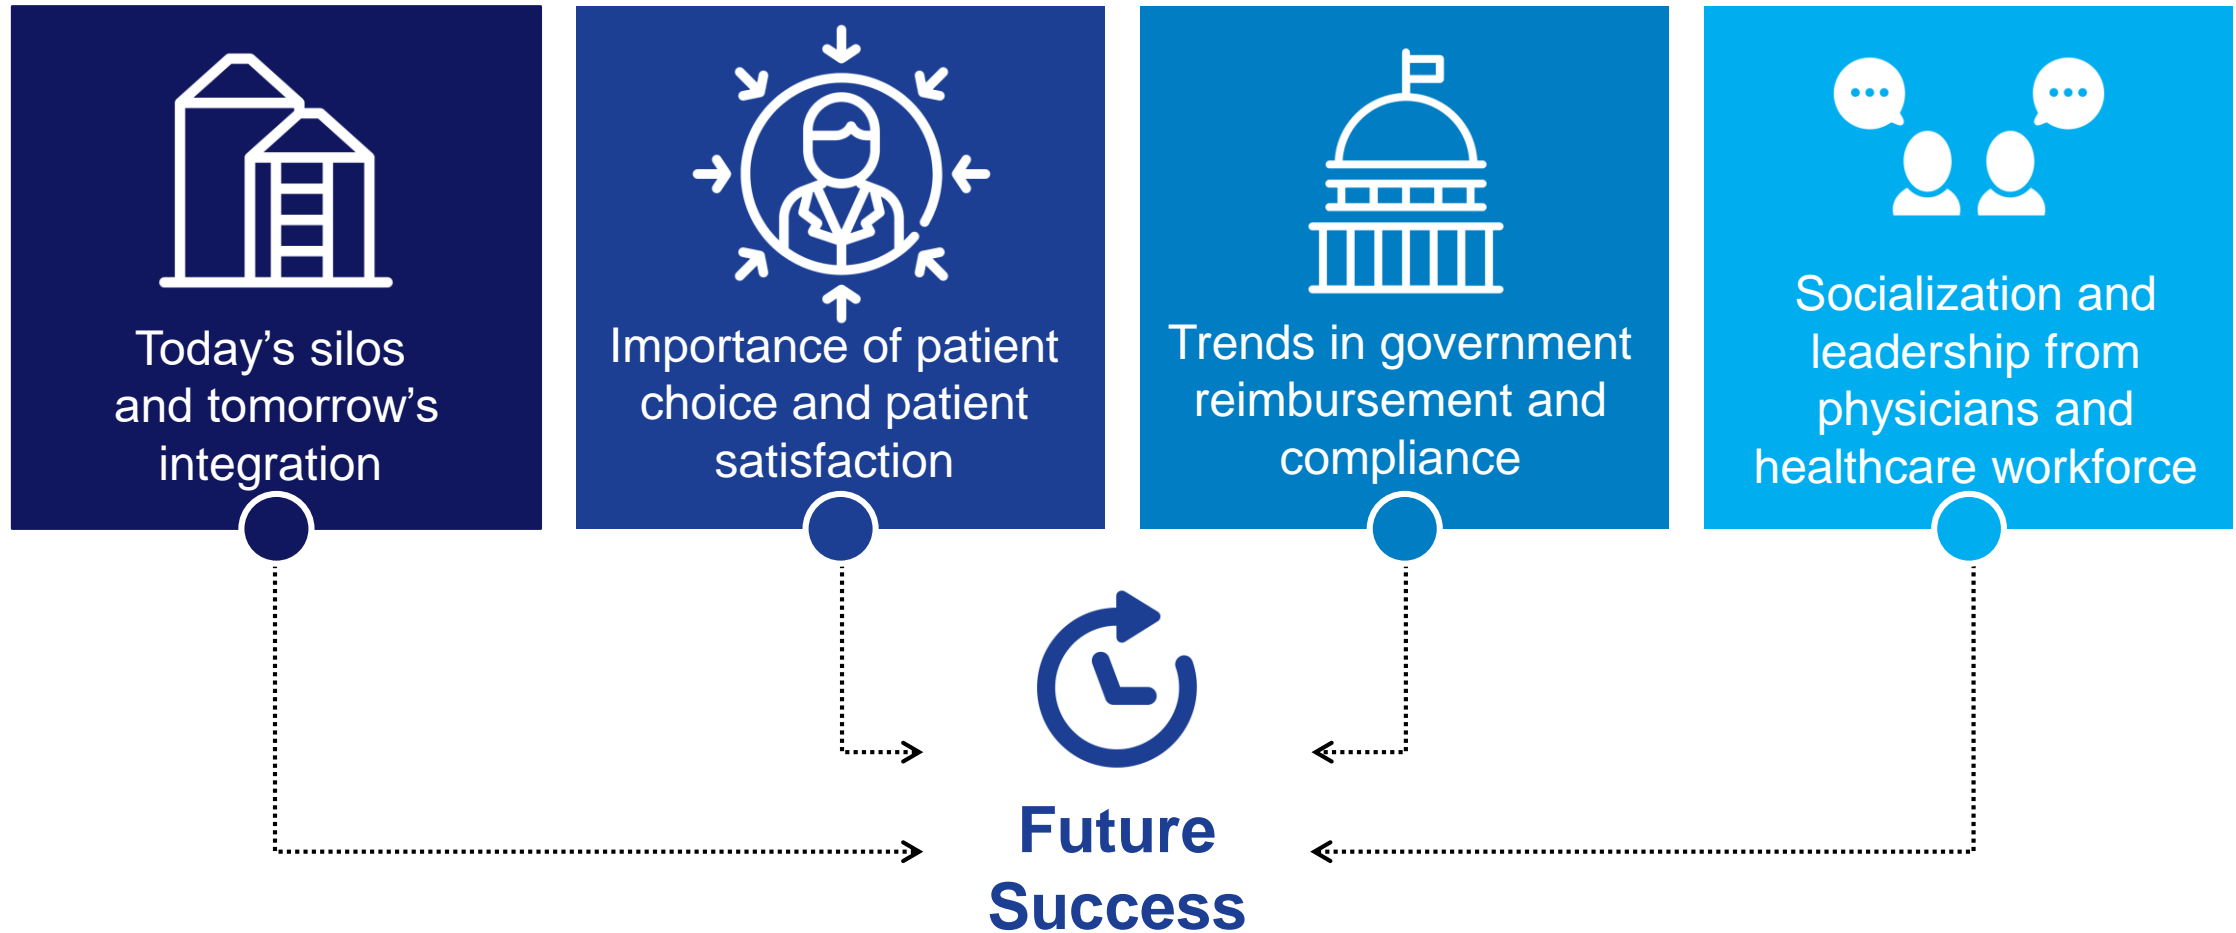 Today’s silos
and tomorrow’s
integration
Importance of patient
choice and patient
satisfaction
Trends in government
reimbursement and
compliance
Socialization and
leadership from
physicians and
healthcare workforce
Future
Success